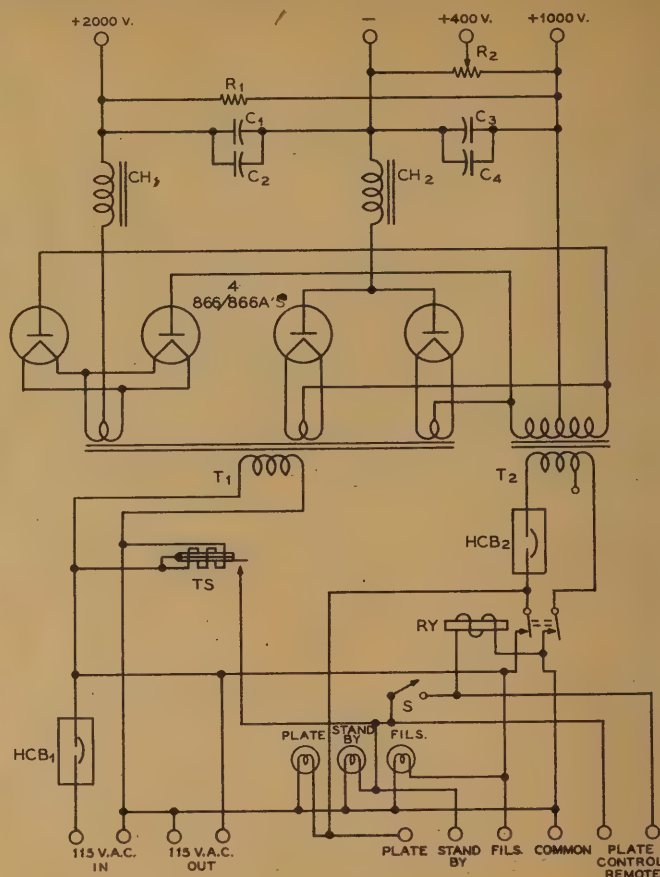 +2000 V.
−
+400 V.
+1000 V.
R2
R1
C1
C3
C2
C4
CH1
CH2
4
866/866A'S
T1
T2
HCB2
TS
RY
S
PLATE
STAND
BY
FILS.
HCB1
115 V.A.C.
IN
115 V.A.C.
OUT
PLATE
STAND
BY
FILS.
COMMON
PLATE
CONTROL
REMOTE